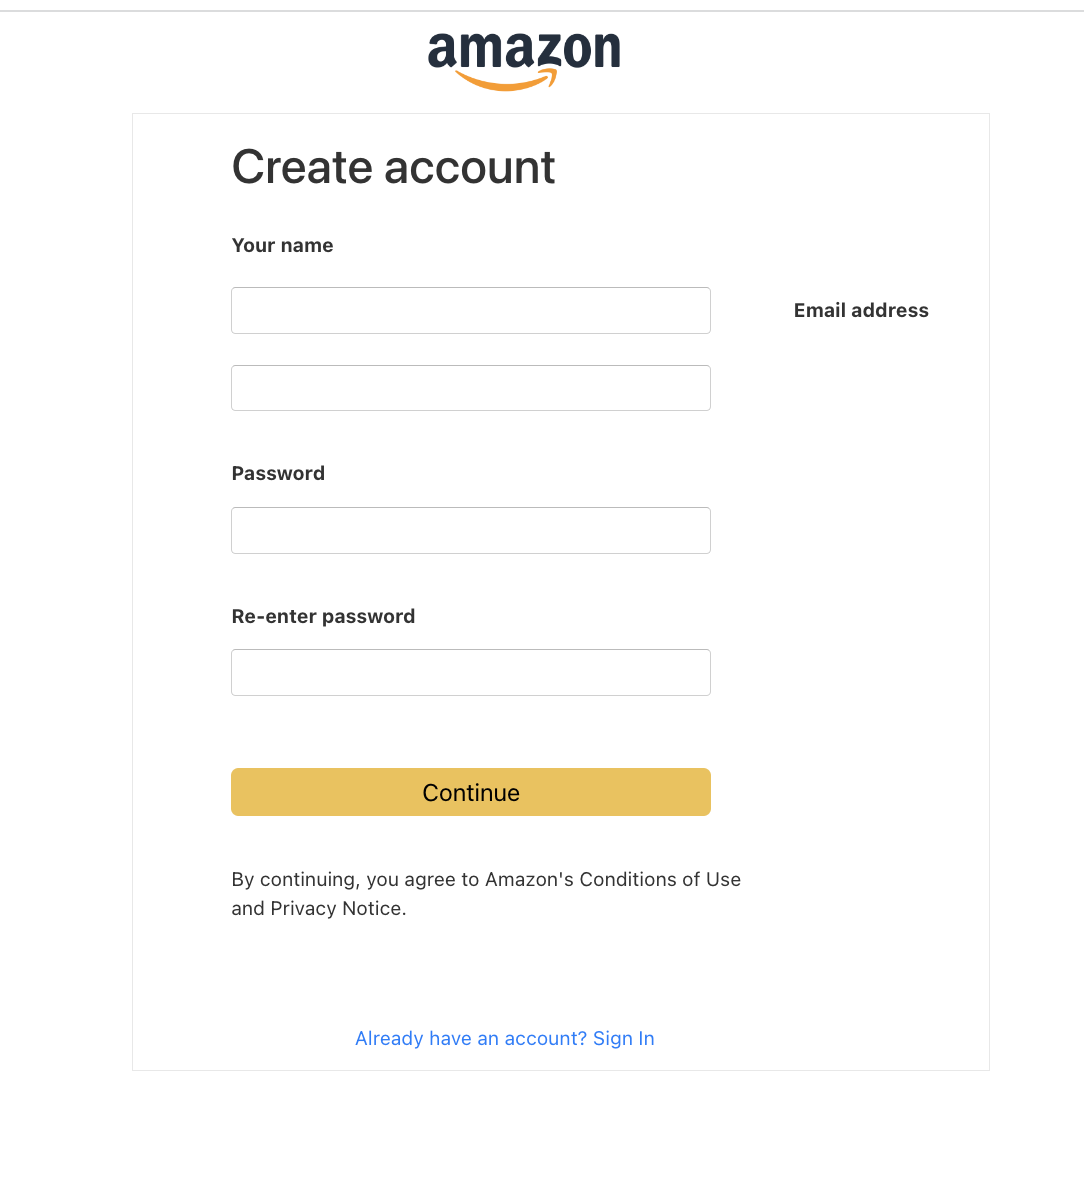 amazon
Create account
Your name
Email address
Password
Re-enter password
Continue
By continuing, you agree to Amazon's Conditions of Use
and Privacy Notice.
Already have an account? Sign In